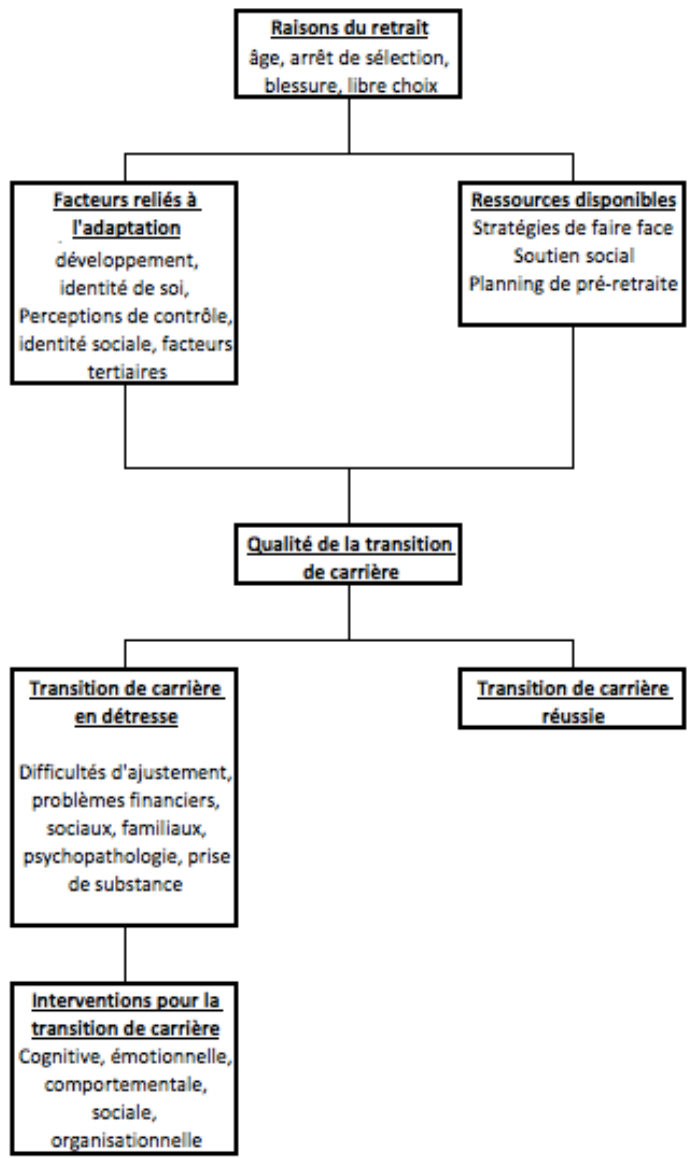 Raisons du retrait
âge, arrêt de sélection,
blessure, libre choix
Facteurs reliés à
l'adaptation
développement,
identité de soi,
Perceptions de contrôle,
identité sociale, facteurs
tertiaires
Ressources disponibles
Stratégies de faire face
Soutien social
Planning de pré-retraite
Qualité de la transition
de carrière
Transition de carrière
en détresse
Difficultés d'ajustement,
problèmes financiers,
sociaux, familiaux,
psychopathologie, prise
de substance
Transition de carrière
réussie
Interventions pour la
transition de carrière
Cognitive, émotionnelle,
comportementale,
sociale,
organisationnelle